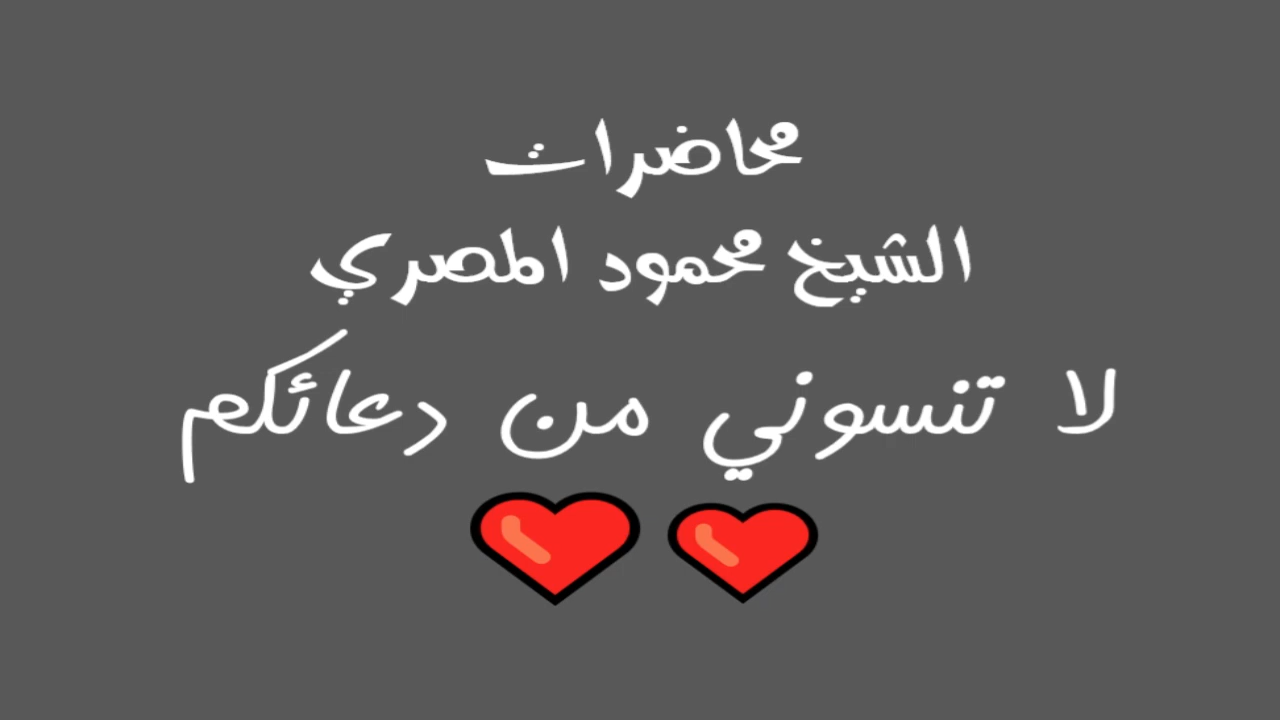 محاضرات
الشيخ محمود المصري
لا تنسوني من دعائكم